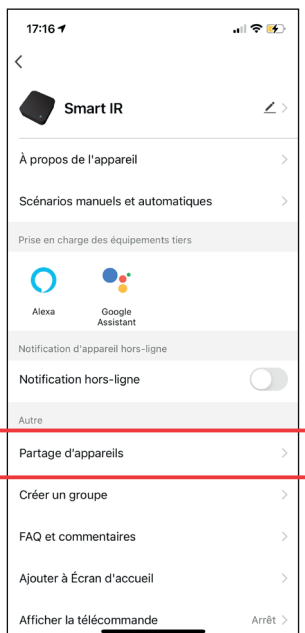 17:16
Smart IR
À propos de l'appareil
Scénarios manuels et automatiques
Prise en charge des équipements tiers
Alexa
Google
Assistant
Notification d'appareil hors-ligne
Notification hors-ligne
Autre
Partage d'appareils
Créer un groupe
FAQ et commentaires
Ajouter à Écran d'accueil
Afficher la télécommande Arrêt